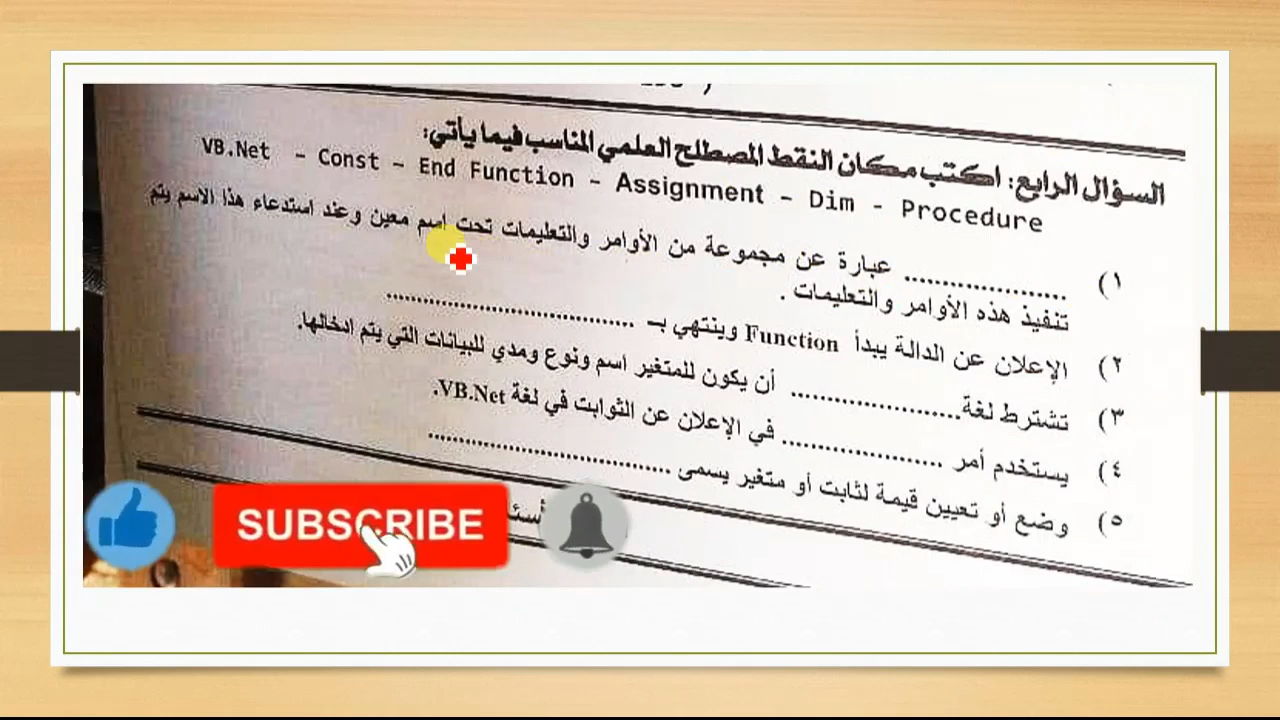 السؤال الرابع: اكتب مكان النقط المصطلح العلمي المناسب فيما يأتي:
VB.Net – Const – End Function – Assignment – Dim - Procedure
١) .................... عبارة عن مجموعة من الأوامر والتعليمات تحت اسم معين وعند استدعاء هذا الاسم يتم
تنفيذ هذه الأوامر والتعليمات .
٢) الإعلان عن الدالة يبدأ Function وينتهي بـ ....................
٣) تشترط لغة .................... أن يكون للمتغير اسم ونوع ومدي للبيانات التي يتم ادخالها.
٤) يستخدم أمر .................... في الإعلان عن الثوابت في لغة VB.Net.
٥) وضع أو تعيين قيمة لثابت أو متغير يسمى ....................
SUBSCRIBE